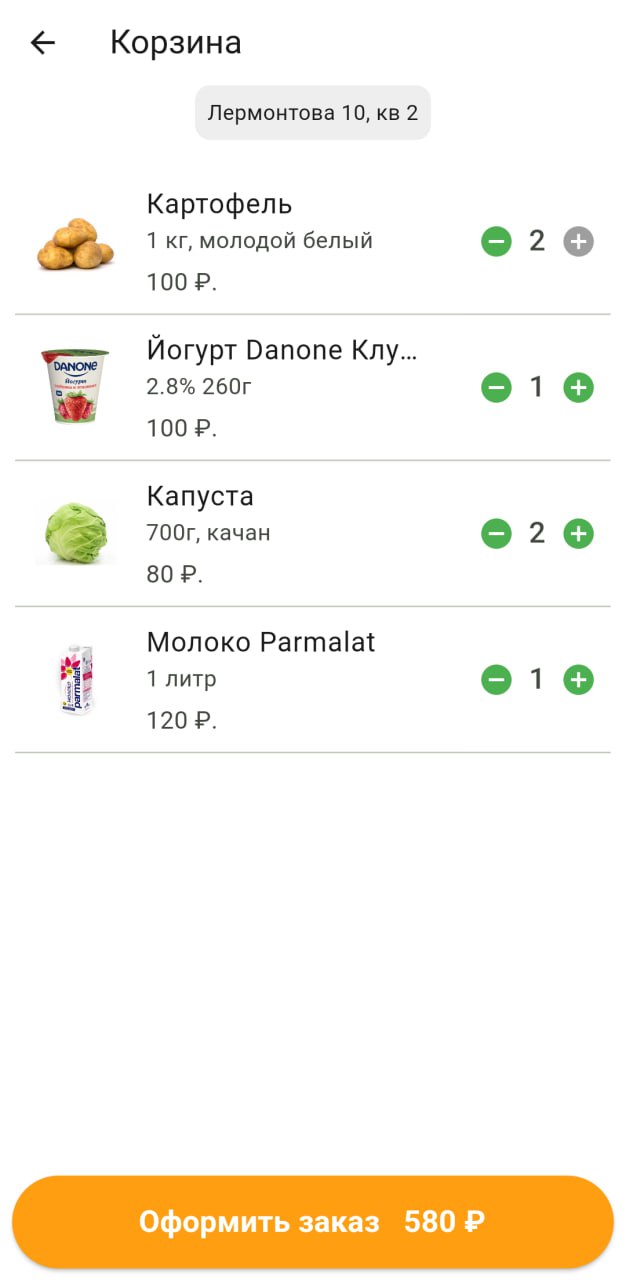 Корзина
Лермонтова 10, кв 2
Картофель
1 кг, молодой белый
2
100 ₽.
Йогурт Danone Клу...
2.8% 260г
1
100 ₽.
DANONE
Йогурт
Капуста
700г, качан
2
80 ₽.
Молоко Parmalat
1 литр
1
120 ₽.
parmalat
Оформить заказ 580 ₽